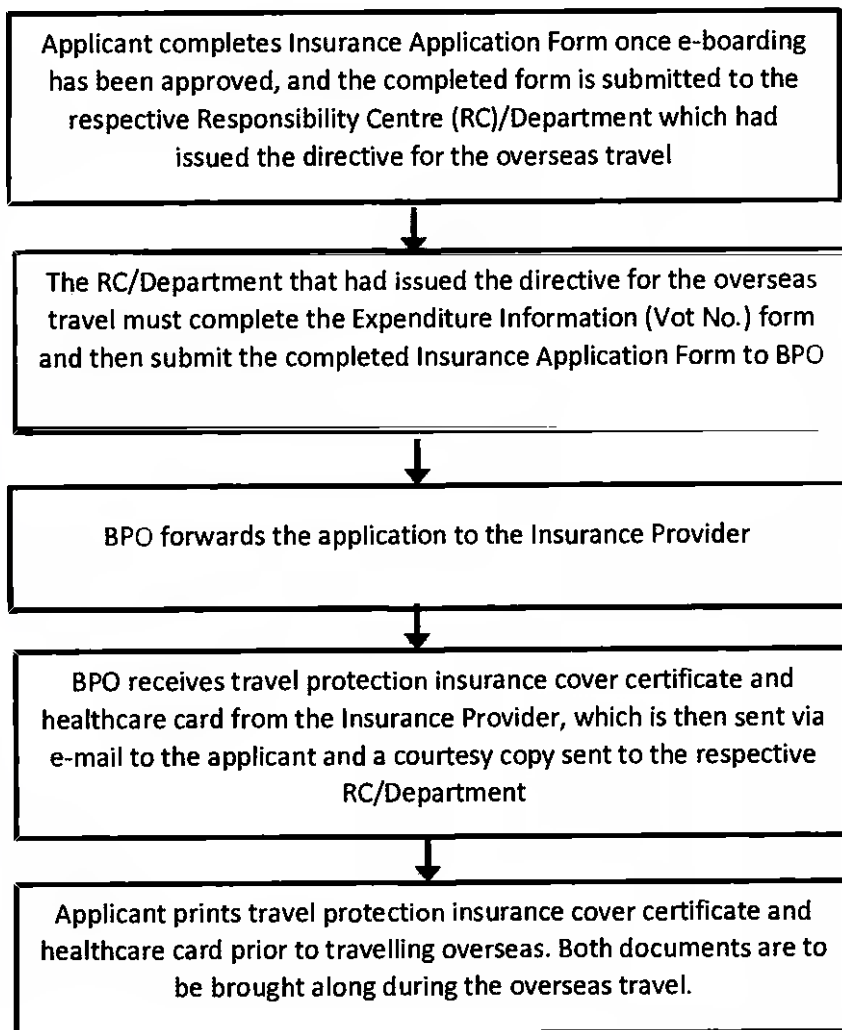 Applicant completes Insurance Application Form once e-boarding
has been approved, and the completed form is submitted to the
respective Responsibility Centre (RC)/Department which had
issued the directive for the overseas travel
The RC/Department that had issued the directive for the overseas
travel must complete the Expenditure Information (Vot No.) form
and then submit the completed Insurance Application Form to BPO
BPO forwards the application to the Insurance Provider
BPO receives travel protection insurance cover certificate and
healthcare card from the Insurance Provider, which is then sent via
e-mail to the applicant and a courtesy copy sent to the respective
RC/Department
Applicant prints travel protection insurance cover certificate and
healthcare card prior to travelling overseas. Both documents are to
be brought along during the overseas travel.